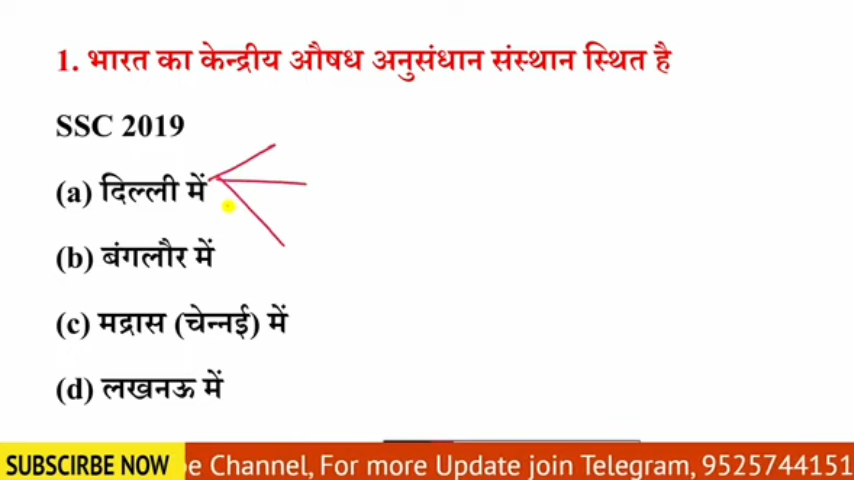 1. भारत का केन्द्रीय औषध अनुसंधान संस्थान स्थित है
SSC 2019
(a) दिल्ली में
(b) बंगलौर में
(c) मद्रास (चेन्नई) में
(d) लखनऊ में
SUBSCIRBE NOW e Channel, For more Update join Telegram, 9525744151